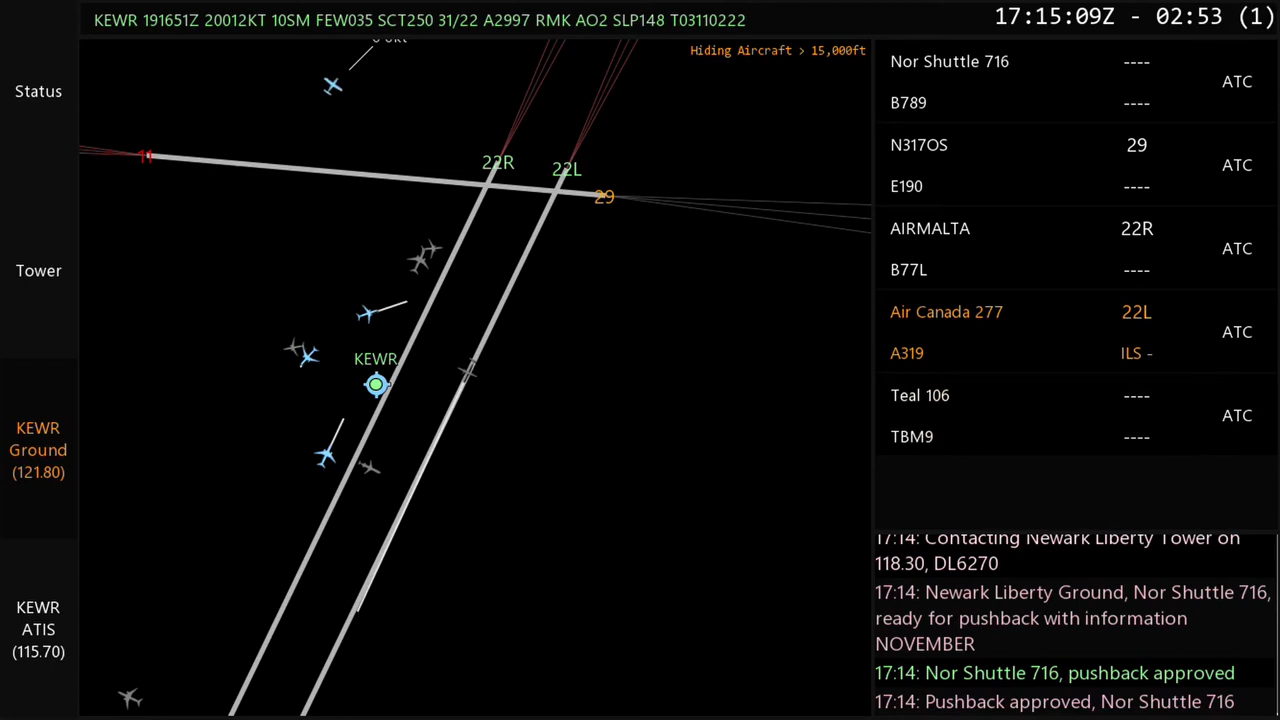 KEWR 191651Z 20012KT 10SM FEW035 SCT250 31/22 A2997 RMK AO2 SLP148 T03110222
17:15:09Z - 02:53 (1)
Hiding Aircraft > 15,000ft
Status
Tower
KEWR
Ground
(121.80)
KEWR
ATIS
(115.70)
11
22R
22L
29
KEWR
Nor Shuttle 716 ----
ATC
B789 ----
N317OS 29
ATC
E190 ----
AIRMALTA 22R
ATC
B77L ----
Air Canada 277 22L
ATC
A319 ILS -
Teal 106 ----
ATC
TBM9 ----
17:14: Contacting Newark Liberty Tower on
118.30, DL6270
17:14: Newark Liberty Ground, Nor Shuttle 716,
ready for pushback with information
NOVEMBER
17:14: Nor Shuttle 716, pushback approved
17:14: Pushback approved, Nor Shuttle 716